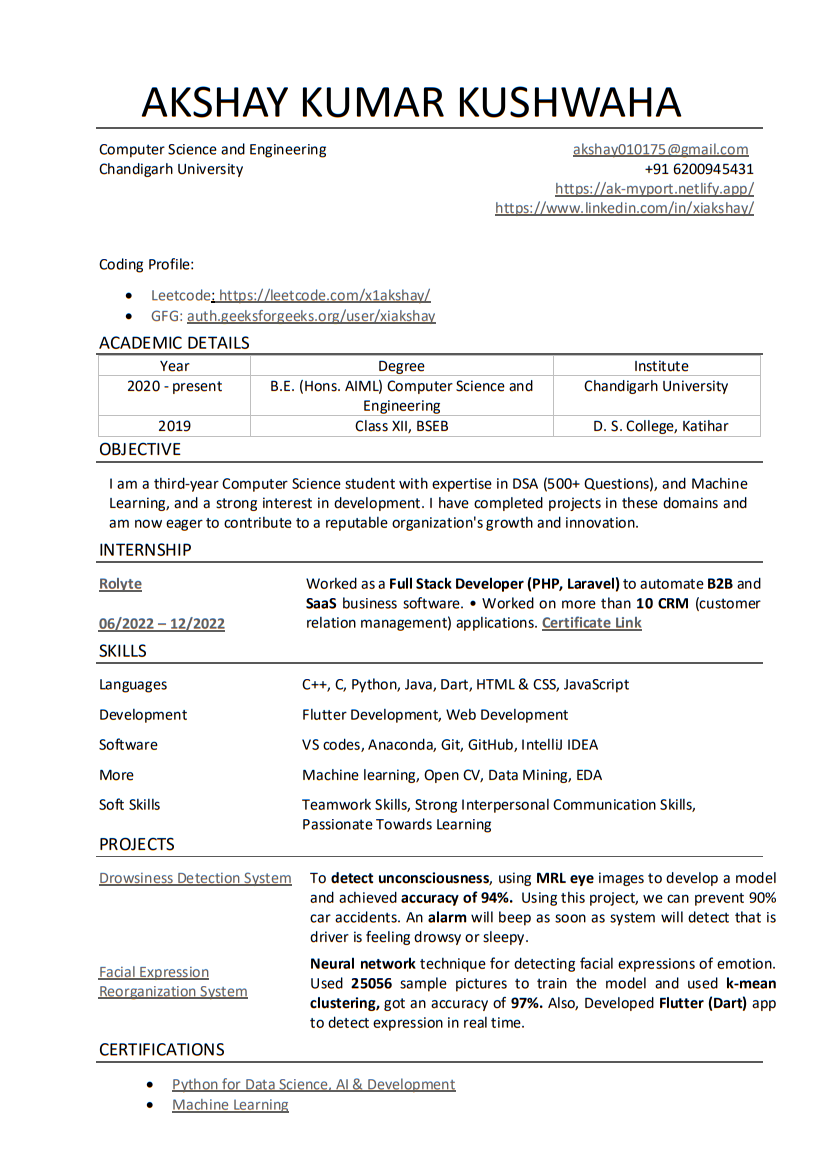 AKSHAY KUMAR KUSHWAHA
Computer Science and Engineering akshay010175@gmail.com
Chandigarh University +91 6200945431
https://ak-myport.netlify.app/
https://www.linkedin.com/in/xiakshay/
Coding Profile:
• Leetcode: https://leetcode.com/x1akshay/
• GFG: auth.geeksforgeeks.org/user/xiakshay
ACADEMIC DETAILS
Year Degree Institute
2020 - present B.E. (Hons. AIML) Computer Science and Chandigarh University
Engineering
2019 Class XII, BSEB D. S. College, Katihar
OBJECTIVE
I am a third-year Computer Science student with expertise in DSA (500+ Questions), and Machine
Learning, and a strong interest in development. I have completed projects in these domains and
am now eager to contribute to a reputable organization's growth and innovation.
INTERNSHIP
Rolyte Worked as a Full Stack Developer (PHP, Laravel) to automate B2B and
SaaS business software. • Worked on more than 10 CRM (customer
06/2022 – 12/2022 relation management) applications. Certificate Link
SKILLS
Languages C++, C, Python, Java, Dart, HTML & CSS, JavaScript
Development Flutter Development, Web Development
Software VS codes, Anaconda, Git, GitHub, IntelliJ IDEA
More Machine learning, Open CV, Data Mining, EDA
Soft Skills Teamwork Skills, Strong Interpersonal Communication Skills,
Passionate Towards Learning
PROJECTS
Drowsiness Detection System To detect unconsciousness, using MRL eye images to develop a model
and achieved accuracy of 94%. Using this project, we can prevent 90%
car accidents. An alarm will beep as soon as system will detect that is
driver is feeling drowsy or sleepy.
Neural network technique for detecting facial expressions of emotion.
Facial Expression Used 25056 sample pictures to train the model and used k-mean
Reorganization System clustering, got an accuracy of 97%. Also, Developed Flutter (Dart) app
to detect expression in real time.
CERTIFICATIONS
• Python for Data Science, AI & Development
• Machine Learning